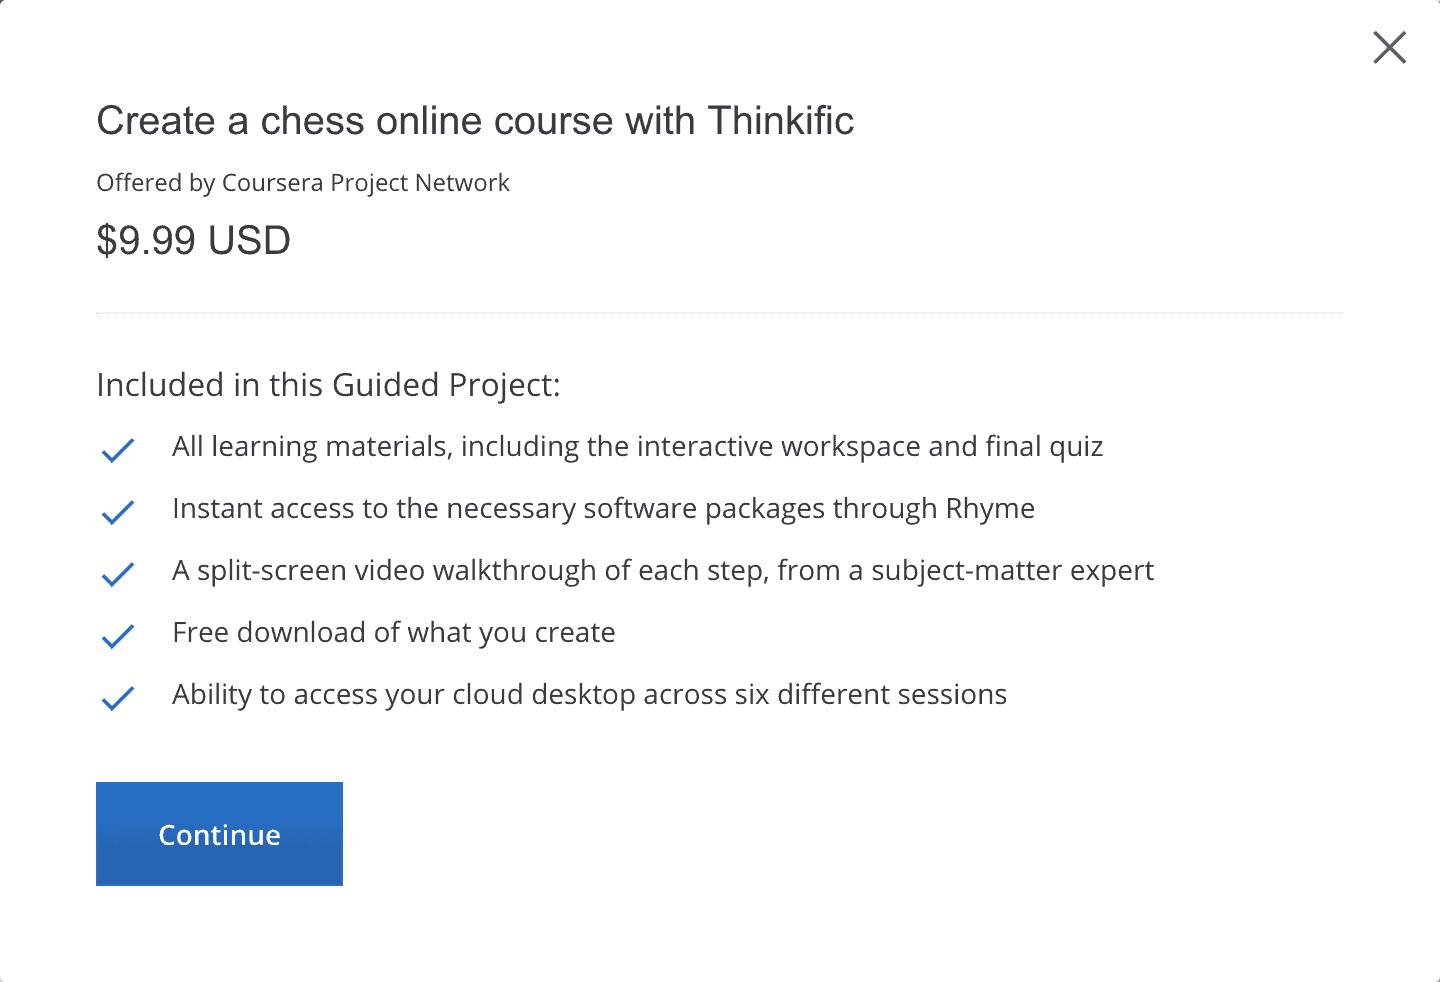 Create a chess online course with Thinkific
Offered by Coursera Project Network
$9.99 USD
Included in this Guided Project:
All learning materials, including the interactive workspace and final quiz
Instant access to the necessary software packages through Rhyme
A split-screen video walkthrough of each step, from a subject-matter expert
Free download of what you create
Ability to access your cloud desktop across six different sessions
Continue